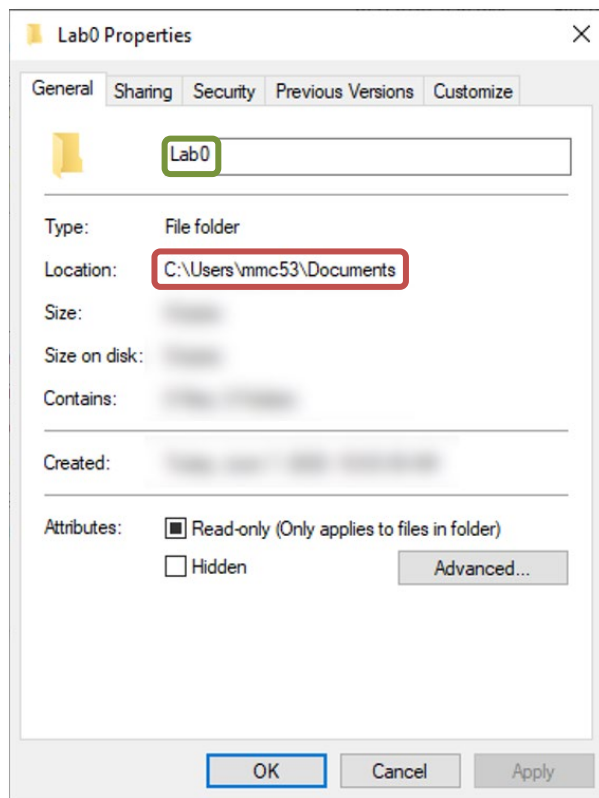 Lab0 Properties
General Sharing Security Previous Versions Customize
Lab0
Type: File folder
Location: C:\Users\mmc53\Documents
Size:
Size on disk:
Contains:
Created:
Attributes: Read-only (Only applies to files in folder)
Hidden Advanced...
OK Cancel Apply